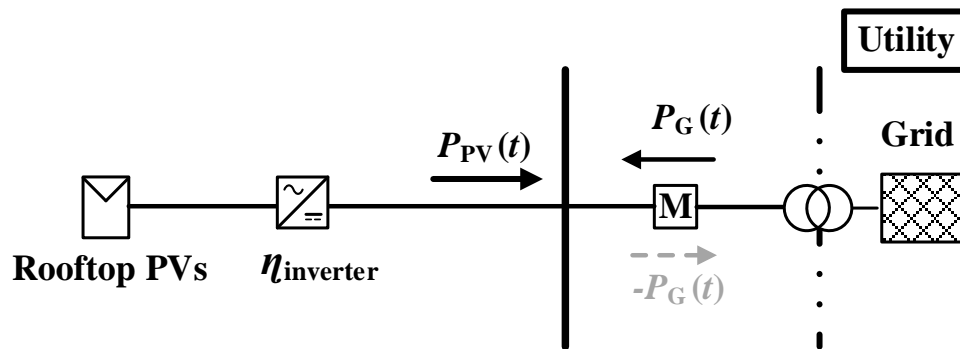 Utility
P_PV(t)
P_G(t)
Grid
M
Rooftop PVs
η_inverter
-P_G(t)